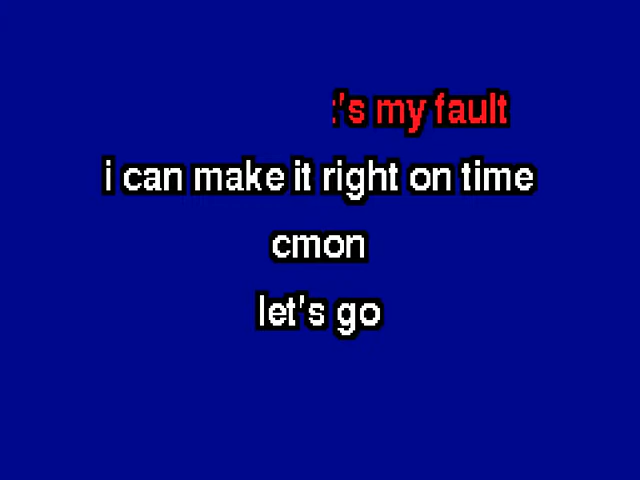 's my fault
i can make it right on time
cmon
let's go